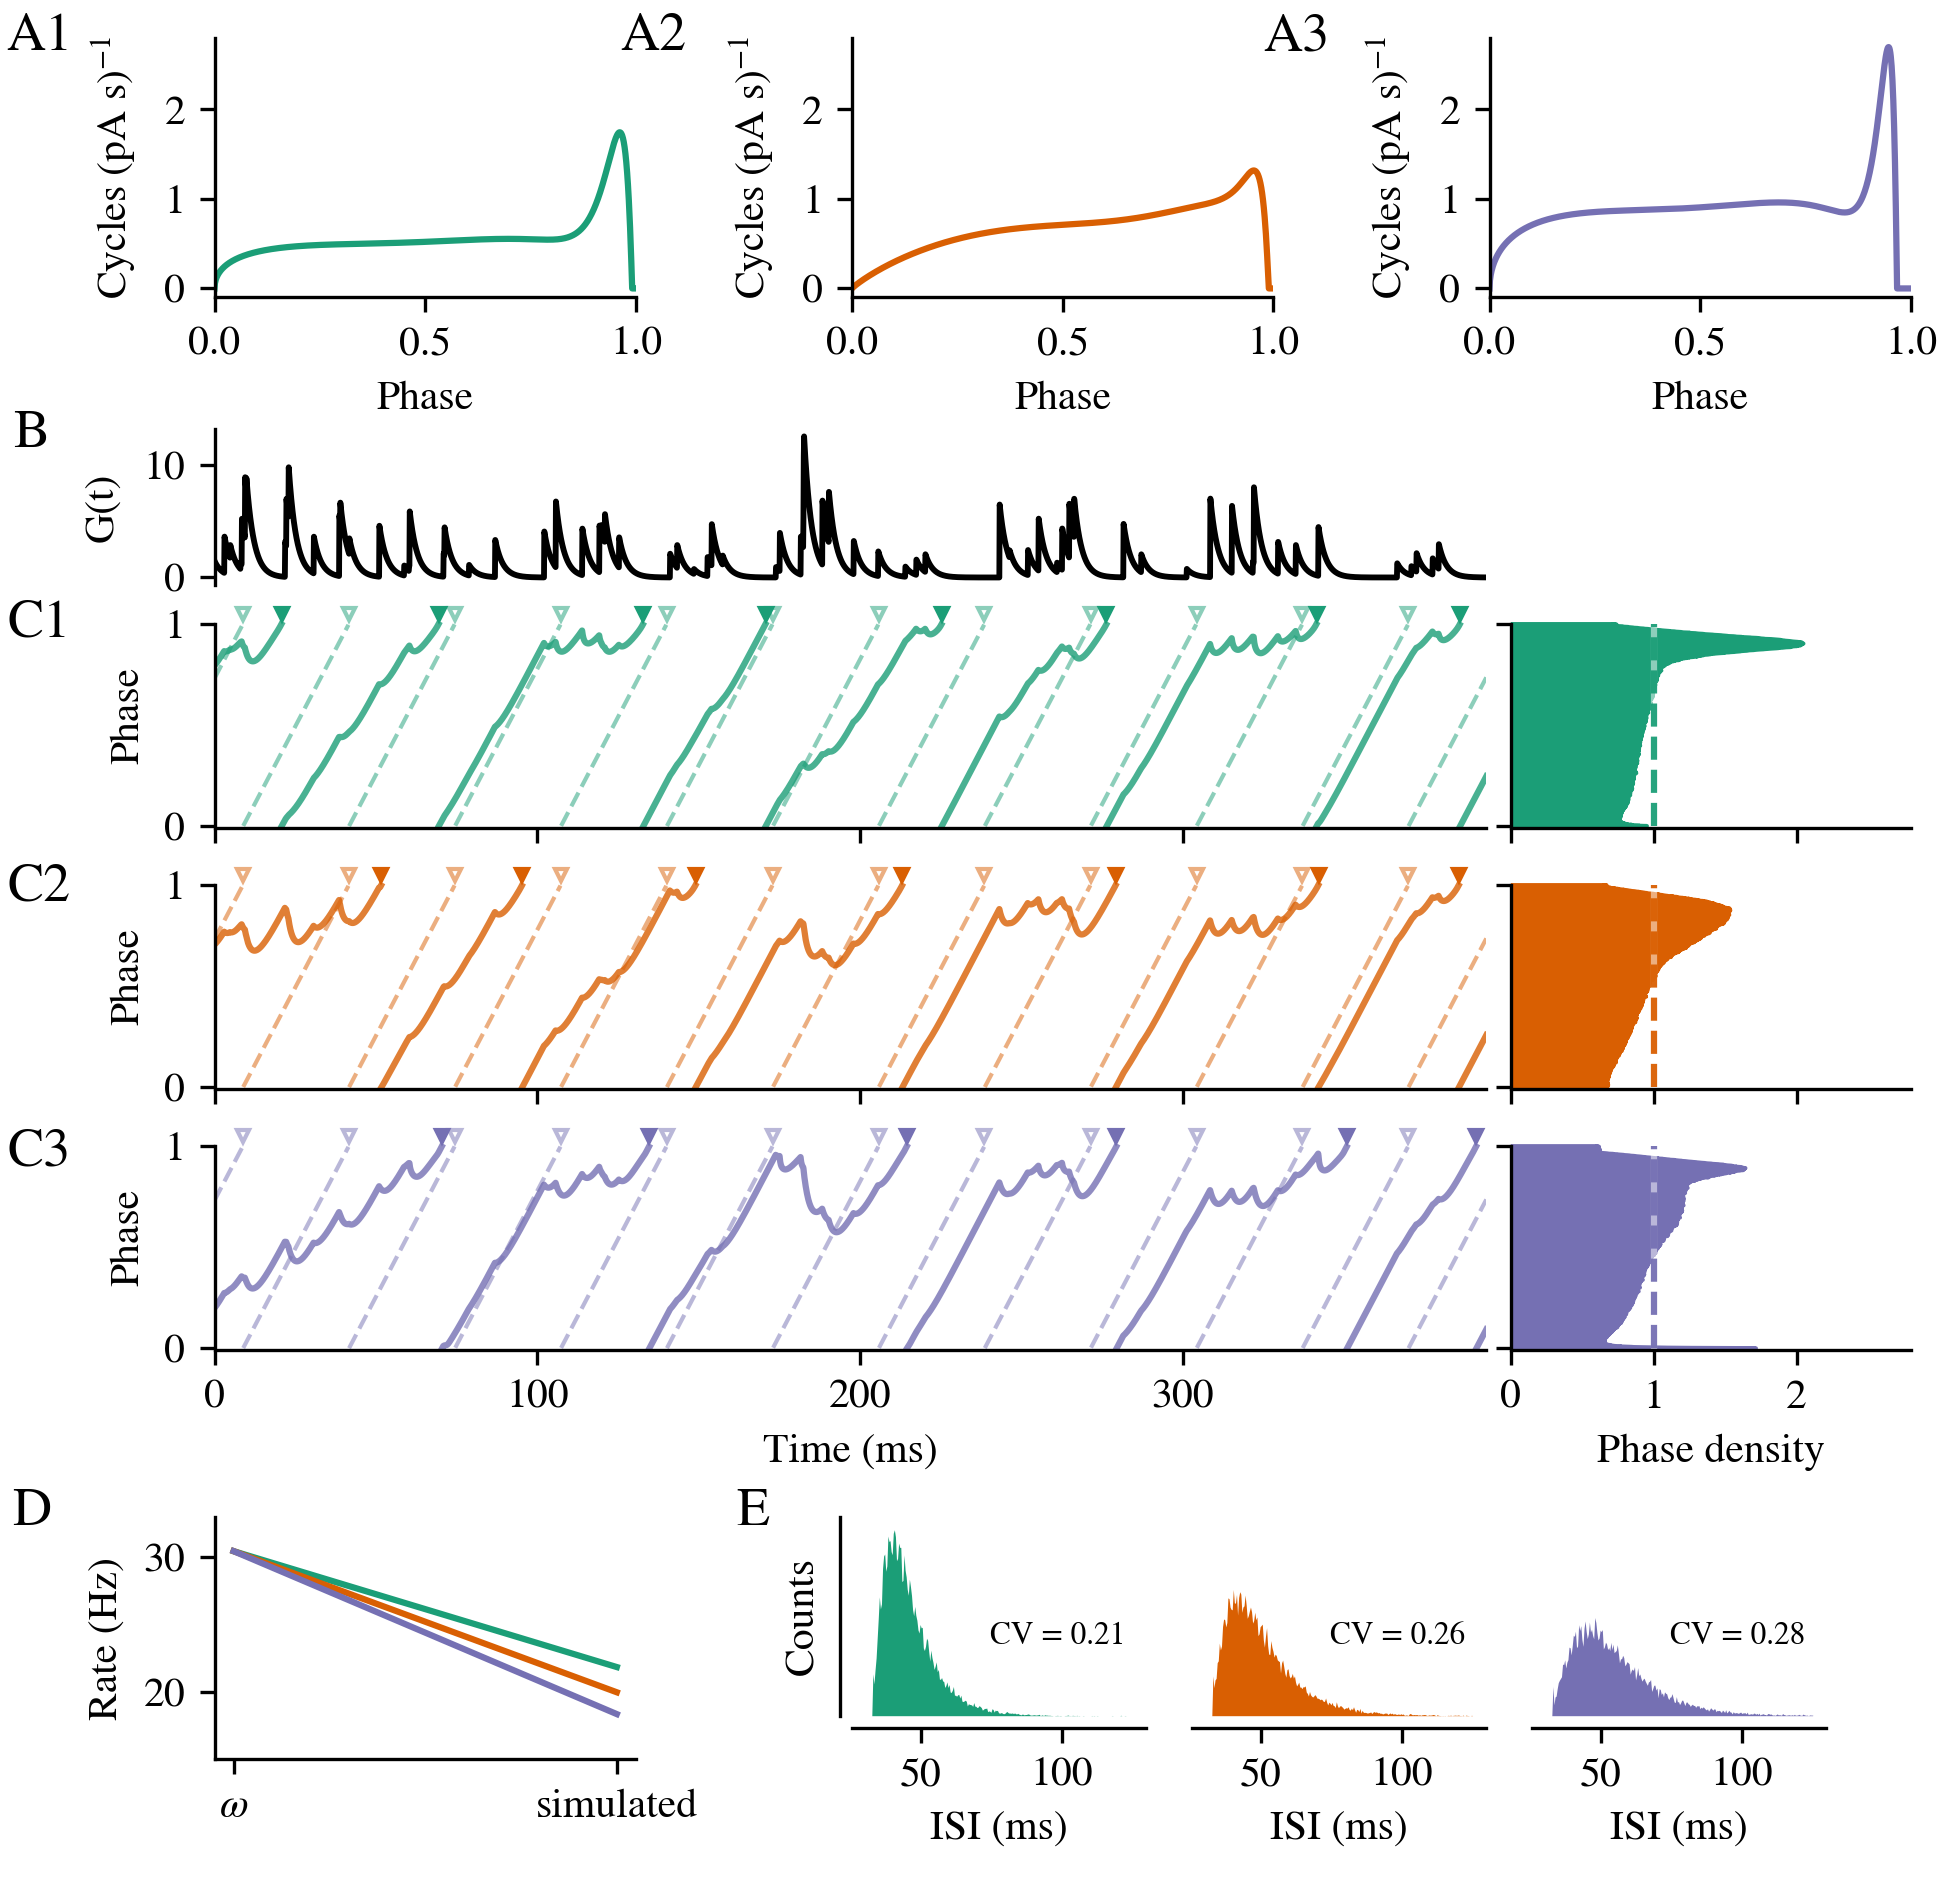 A1
Cycles (pA s)⁻¹
2
1
0
0.0 0.5 1.0
Phase
A2
Cycles (pA s)⁻¹
2
1
0
0.0 0.5 1.0
Phase
A3
Cycles (pA s)⁻¹
2
1
0
0.0 0.5 1.0
Phase
B
G(t)
10
0
C1
Phase
1
0
C2
Phase
1
0
C3
Phase
1
0
0 100 200 300
Time (ms)
0 1 2
Phase density
D
Rate (Hz)
30
20
ω simulated
E
Counts
CV = 0.21
50 100
ISI (ms)
CV = 0.26
50 100
ISI (ms)
CV = 0.28
50 100
ISI (ms)